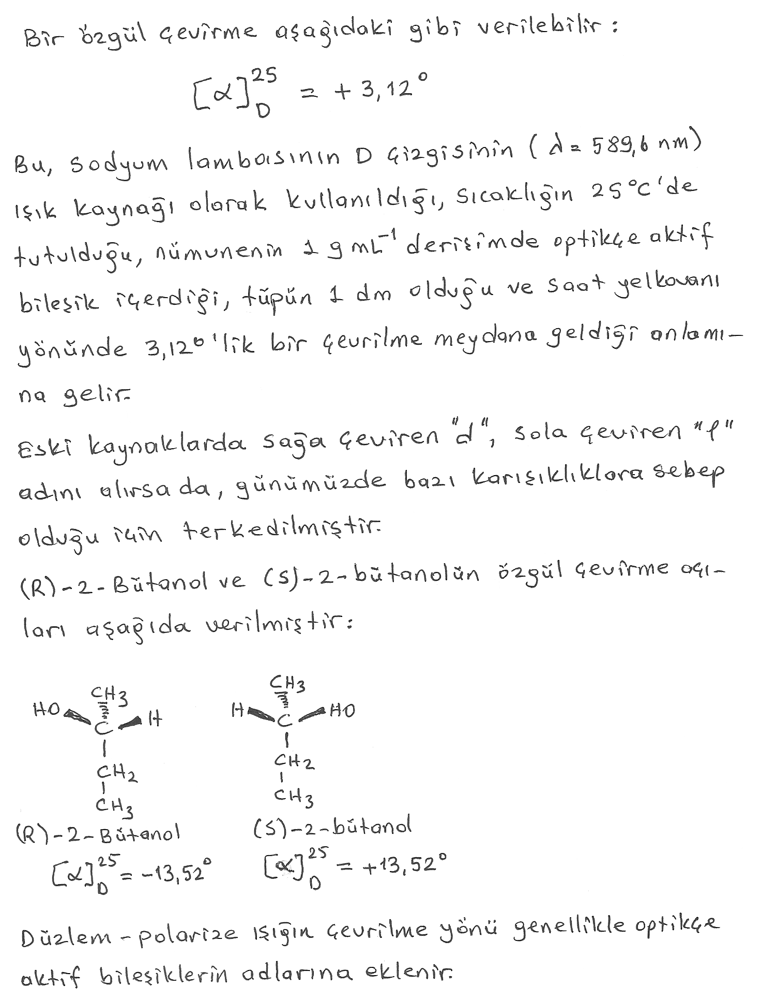 Bir özgül çevirme aşağıdaki gibi verilebilir:
[α]²⁵_D = +3,12°
Bu, sodyum lambasının D çizgisinin (λ = 589,6 nm)
ışık kaynağı olarak kullanıldığı, sıcaklığın 25°C'de
tutulduğu, nümunenin 1 g mL⁻¹ derişimde optikçe aktif
bileşik içerdiği, tüpün 1 dm olduğu ve saat yelkovanı
yönünde 3,12°'lik bir çevrilme meydana geldiği anlamı-
na gelir.
Eski kaynaklarda sağa çeviren "d", sola çeviren "l"
adını alırsa da, günümüzde bazı karışıklıklara sebep
olduğu için terkedilmiştir.
(R)-2-Bütanol ve (S)-2-bütanolün özgül çevirme açı-
ları aşağıda verilmiştir:
CH3 CH3
HO C H H C HO
CH2 CH2
CH3 CH3
(R)-2-Bütanol (S)-2-bütanol
[α]²⁵_D = -13,52° [α]²⁵_D = +13,52°
Düzlem-polarize ışığın çevrilme yönü genellikle optikçe
aktif bileşiklerin adlarına eklenir.